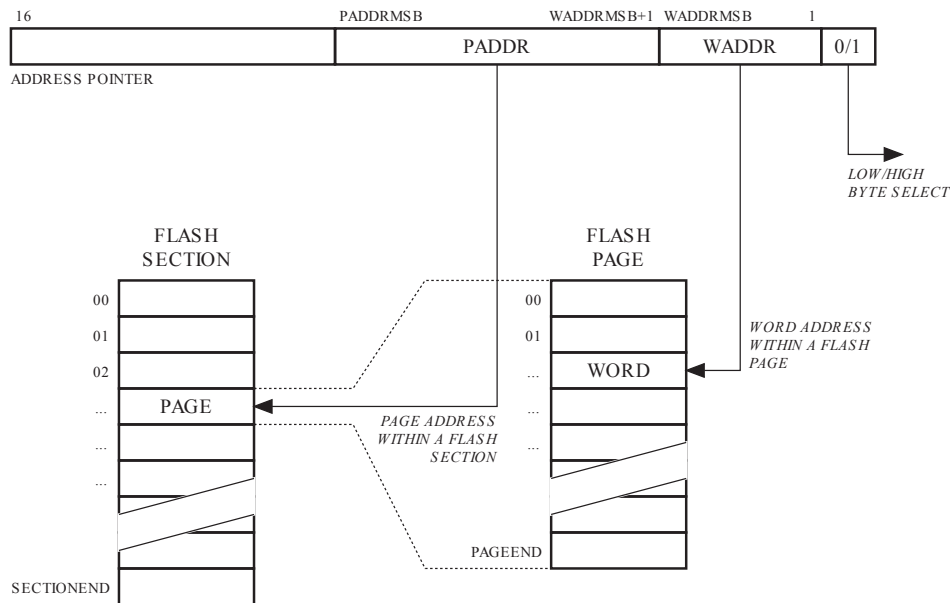 16 PADDRMSB WADDRMSB+1 WADDRMSB 1
PADDR WADDR 0/1
ADDRESS POINTER
LOW/HIGH
BYTE SELECT
FLASH
SECTION
FLASH
PAGE
00
01
02
...
...
...
SECTIONEND
PAGE
PAGE ADDRESS
WITHIN A FLASH
SECTION
00
01
...
...
...
PAGEEND
WORD
WORD ADDRESS
WITHIN A FLASH
PAGE